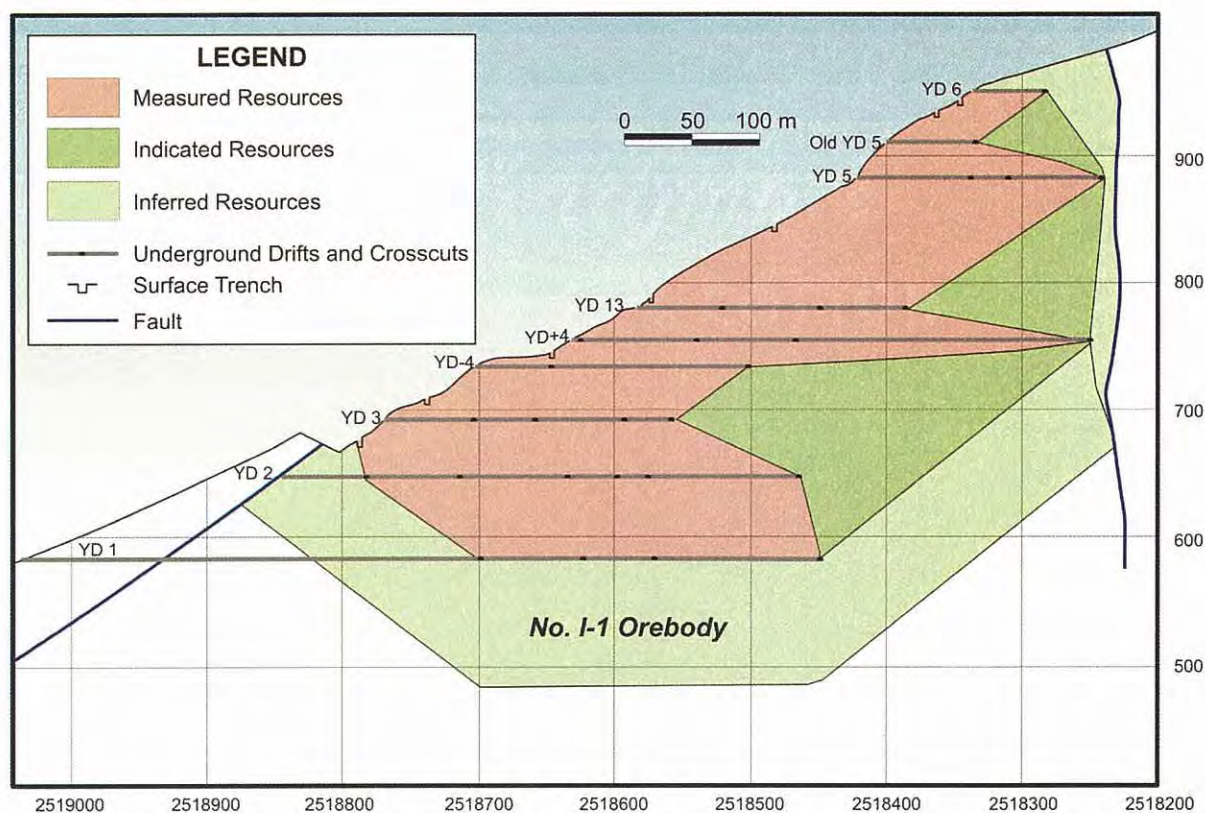 LEGEND
Measured Resources
Indicated Resources
Inferred Resources
Underground Drifts and Crosscuts
Surface Trench
Fault
0 50 100 m
YD 6
Old YD 5
YD 5
YD 13
YD+4
YD-4
YD 3
YD 2
YD 1
No. I-1 Orebody
900
800
700
600
500
2519000 2518900 2518800 2518700 2518600 2518500 2518400 2518300 2518200